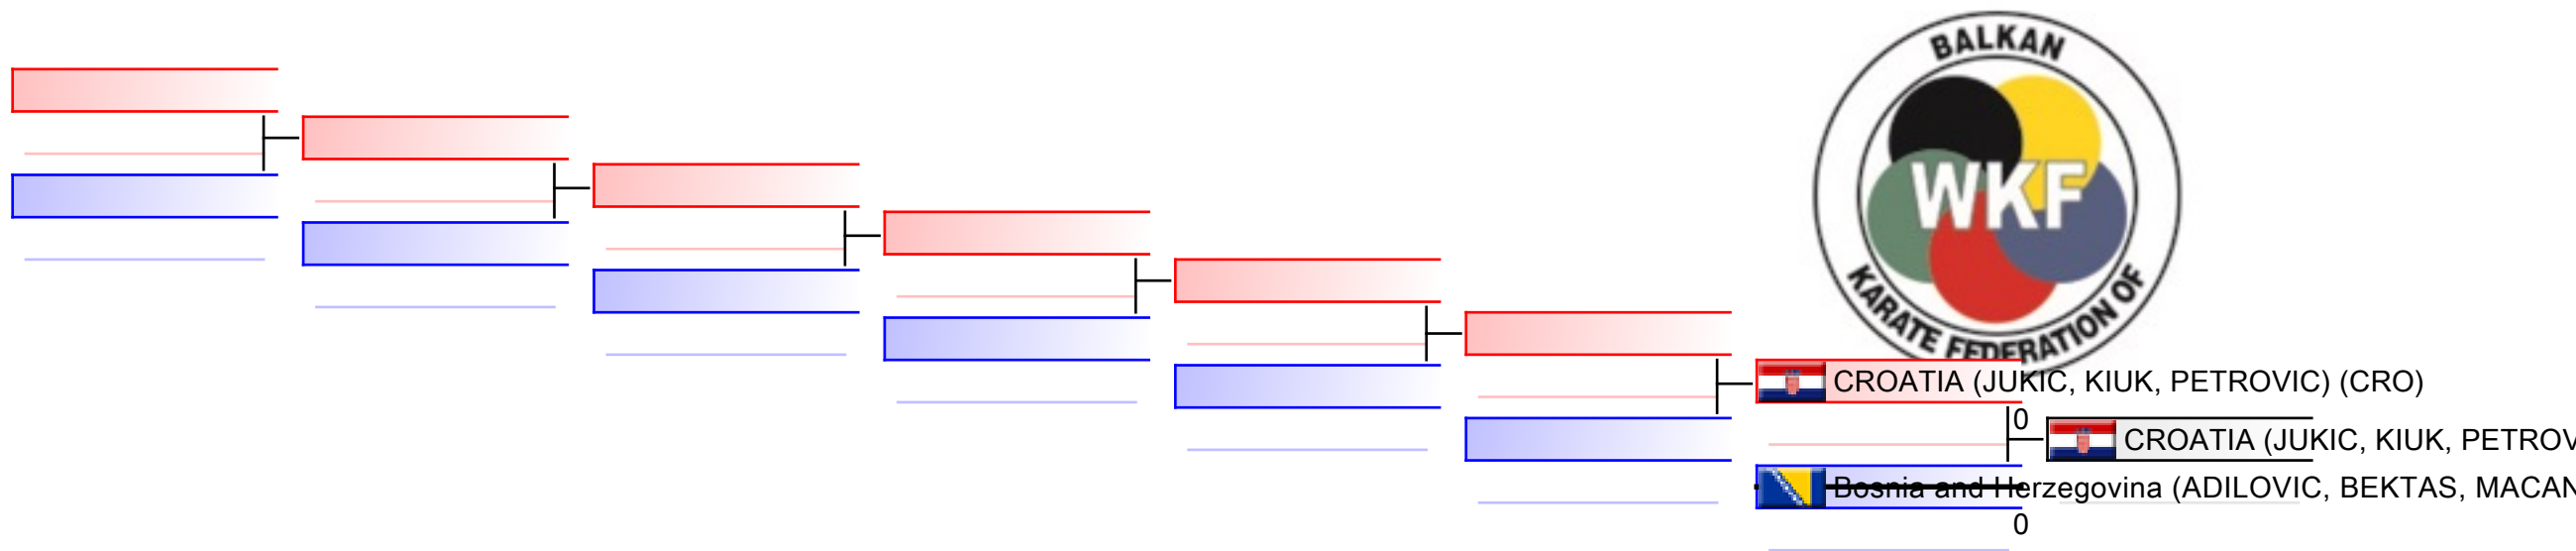 BALKAN
WKF
KARATE FEDERATION OF
CROATIA (JUKIC, KIUK, PETROVIC) (CRO)
0
CROATIA (JUKIC, KIUK, PETROV
Bosnia and Herzegovina (ADILOVIC, BEKTAS, MACAN
0